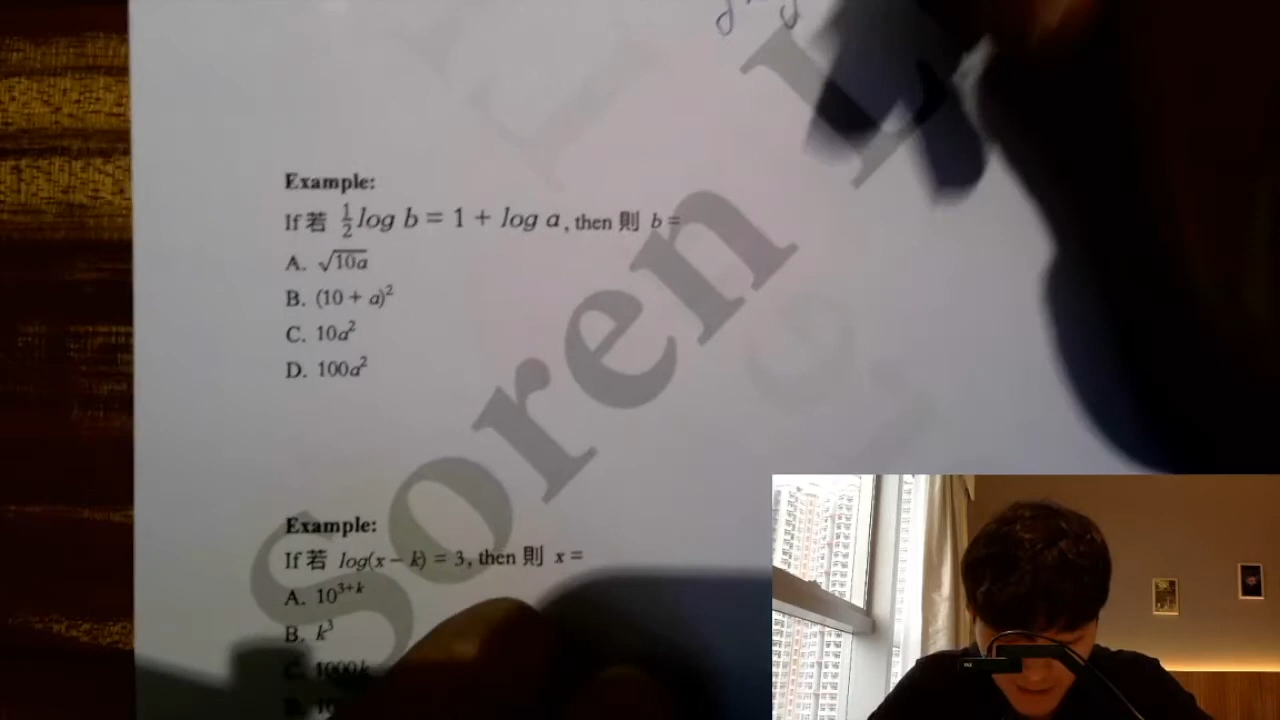 Example:
If 若 ½ log b = 1 + log a, then 則 b =
A. √10a
B. (10 + a)²
C. 10a²
D. 100a²
Soren
Example:
If 若 log(x − k) = 3, then 則 x =
A. 10³⁺ᵏ
B. k³
C. 1000k